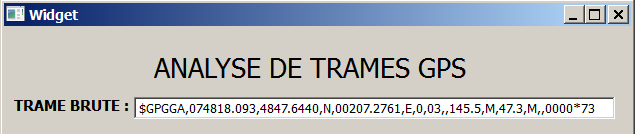 Widget
ANALYSE DE TRAMES GPS
TRAME BRUTE : $GPGGA,074818.093,4847.6440,N,00207.2761,E,0,03,,145.5,M,47.3,M,,0000*73